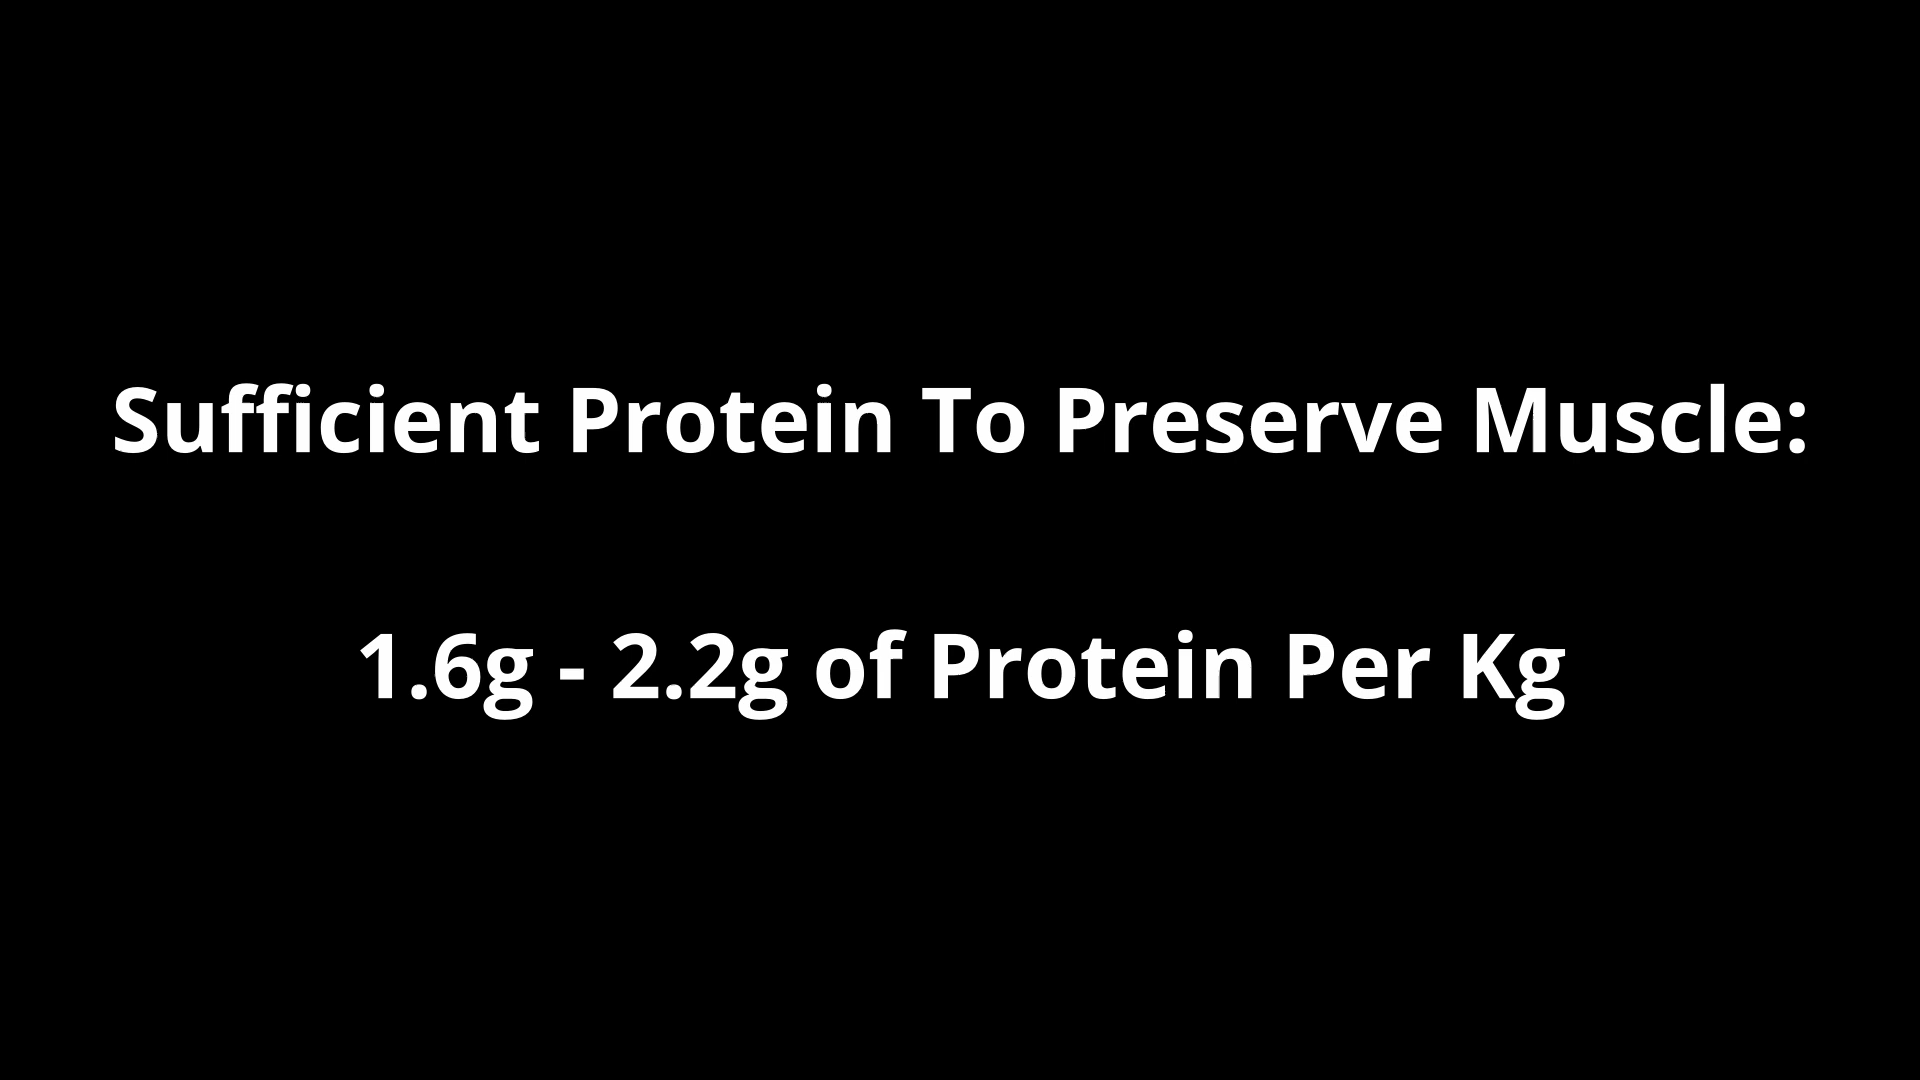 Sufficient Protein To Preserve Muscle:
1.6g - 2.2g of Protein Per Kg